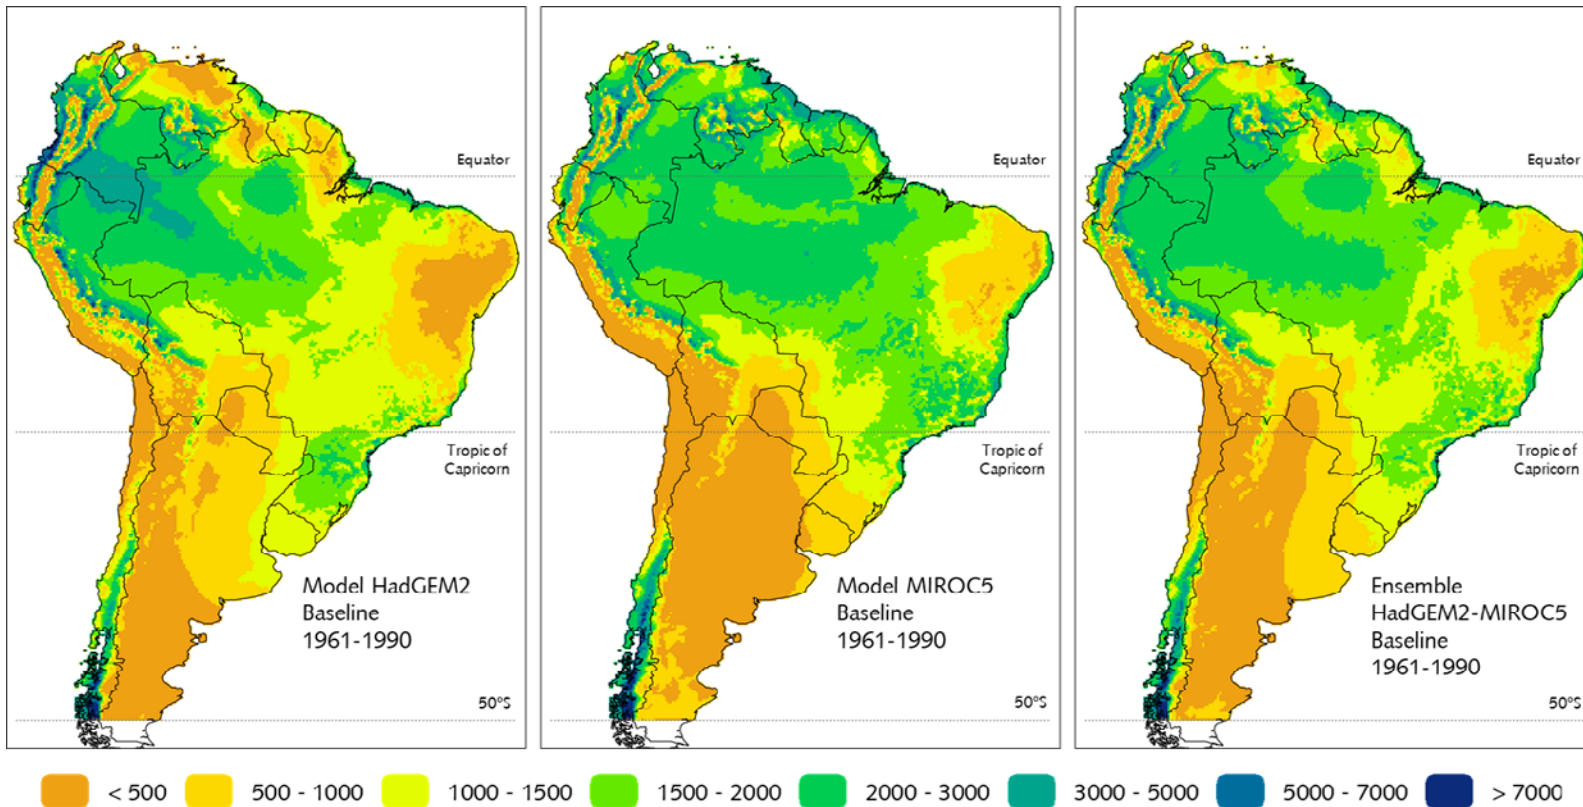 Equator
Tropic of
Capricorn
Model HadGEM2
Baseline
1961-1990
50°S
Equator
Tropic of
Capricorn
Model MIROC5
Baseline
1961-1990
50°S
Equator
Tropic of
Capricorn
Ensemble
HadGEM2-MIROC5
Baseline
1961-1990
50°S
< 500 500 - 1000 1000 - 1500 1500 - 2000 2000 - 3000 3000 - 5000 5000 - 7000 > 7000